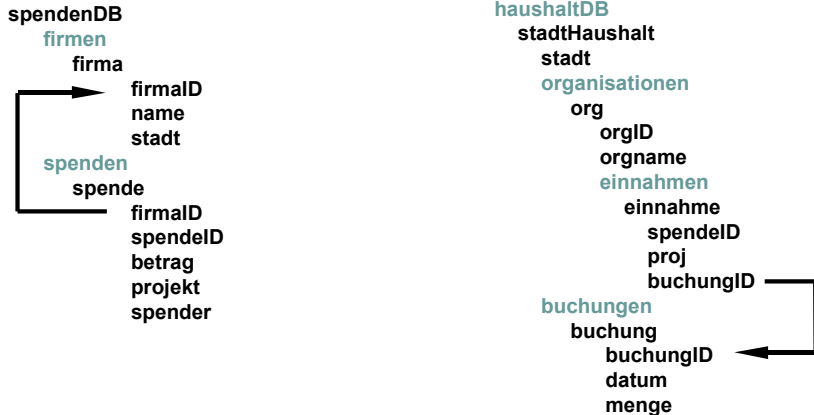 spendenDB
firmen
firma
firmaID
name
stadt
spenden
spende
firmaID
spendeID
betrag
projekt
spender
haushaltDB
stadtHaushalt
stadt
organisationen
org
orgID
orgname
einnahmen
einnahme
spendeID
proj
buchungID
buchungen
buchung
buchungID
datum
menge